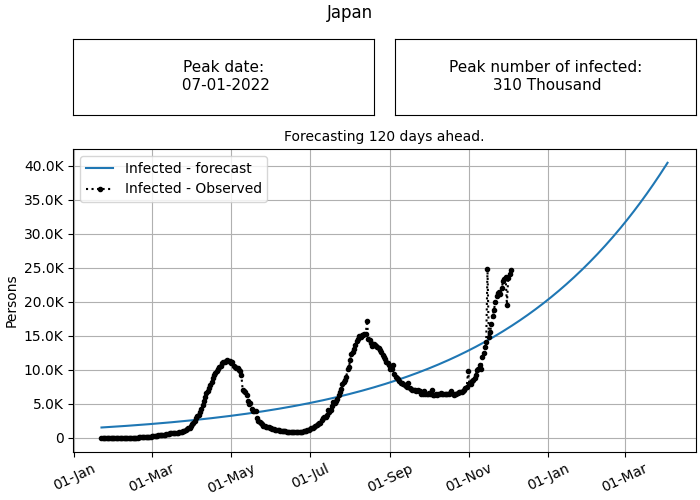 Japan
Peak date:
07-01-2022
Peak number of infected:
310 Thousand
Forecasting 120 days ahead.
Infected - forecast
Infected - Observed
Persons
40.0K
35.0K
30.0K
25.0K
20.0K
15.0K
10.0K
5.0K
0
01-Jan
01-Mar
01-May
01-Jul
01-Sep
01-Nov
01-Jan
01-Mar